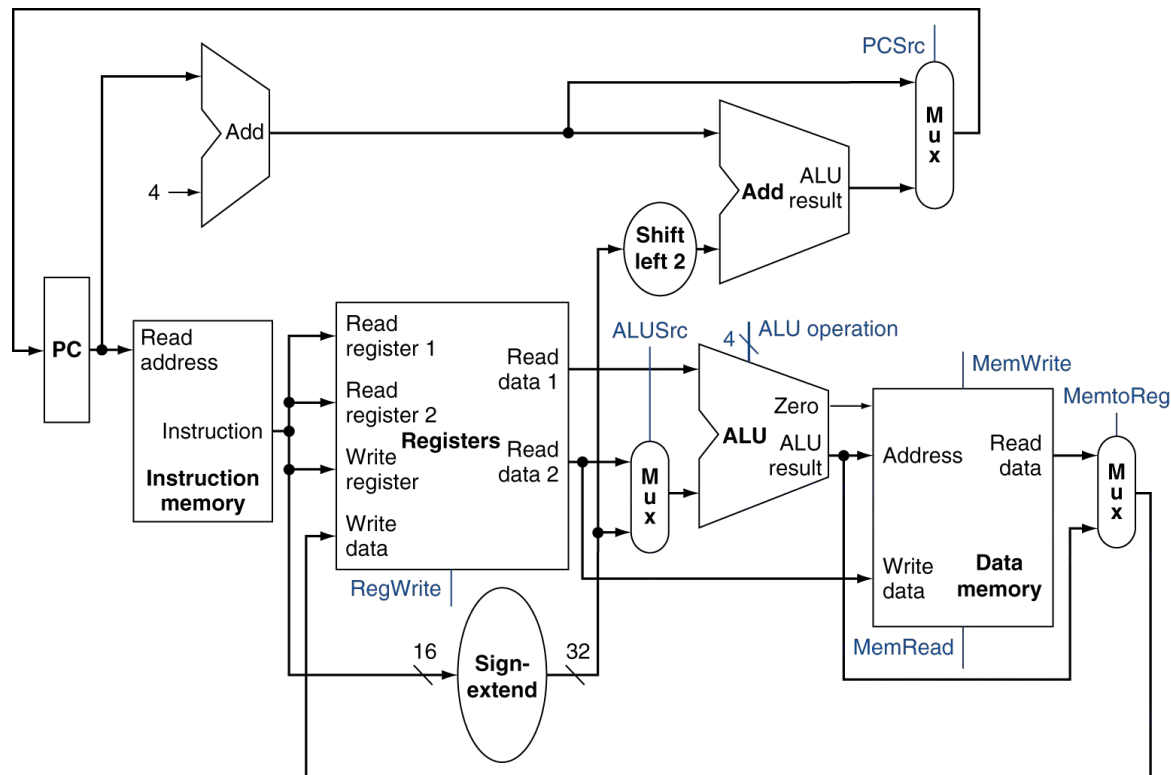 PCSrc
Add
4
M
u
x
Add
ALU
result
Shift
left 2
PC
Read
address
Instruction
Instruction
memory
Read
register 1
Read
register 2
Write
register
Write
data
Registers
Read
data 1
Read
data 2
RegWrite
16
Sign-
extend
32
ALUSrc
M
u
x
4
ALU operation
Zero
ALU
ALU
result
MemWrite
Address
Read
data
Write
data
Data
memory
MemRead
MemtoReg
M
u
x